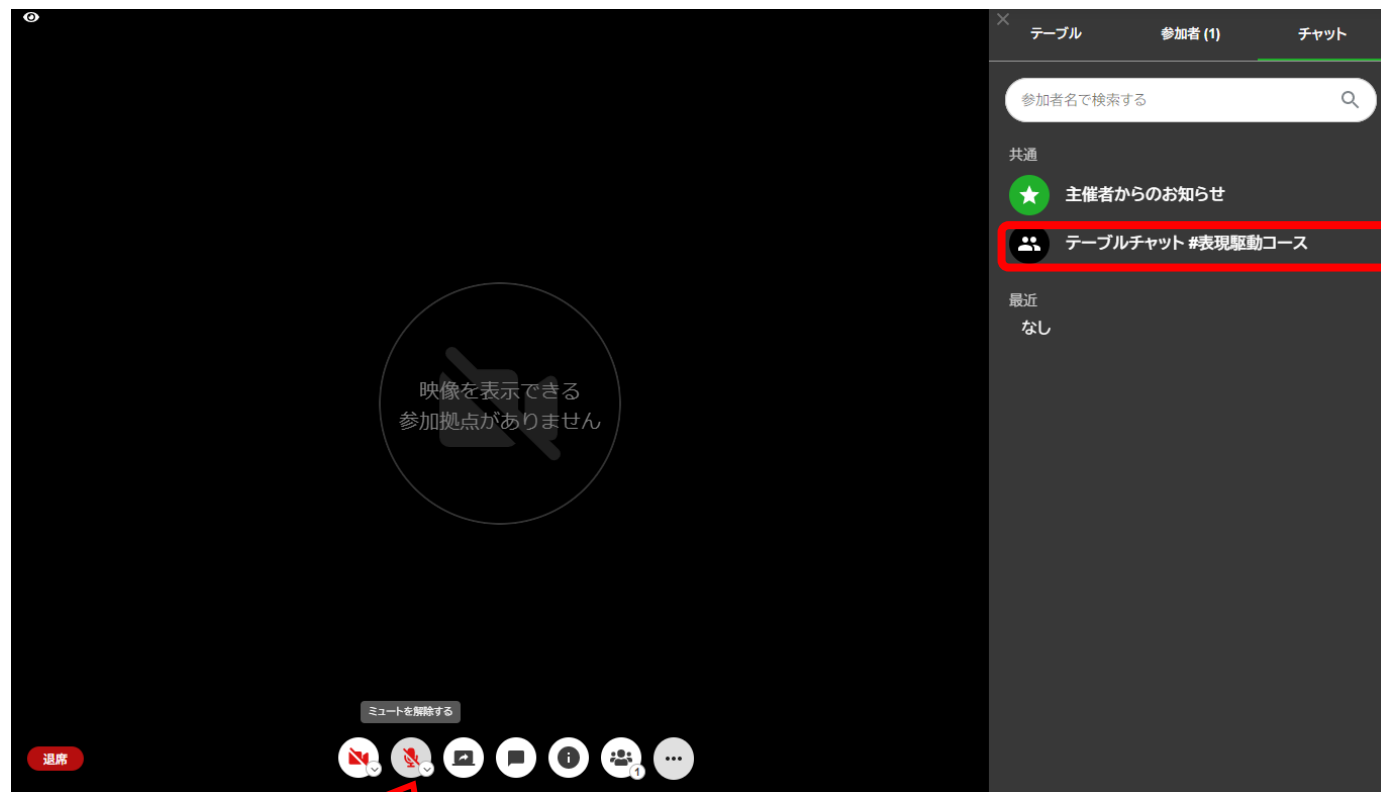 テーブル
参加者 (1)
チャット
参加者名で検索する
共通
主催者からのお知らせ
テーブルチャット #表現駆動コース
最近
なし
映像を表示できる
参加拠点がありません
ミュートを解除する
退席
1